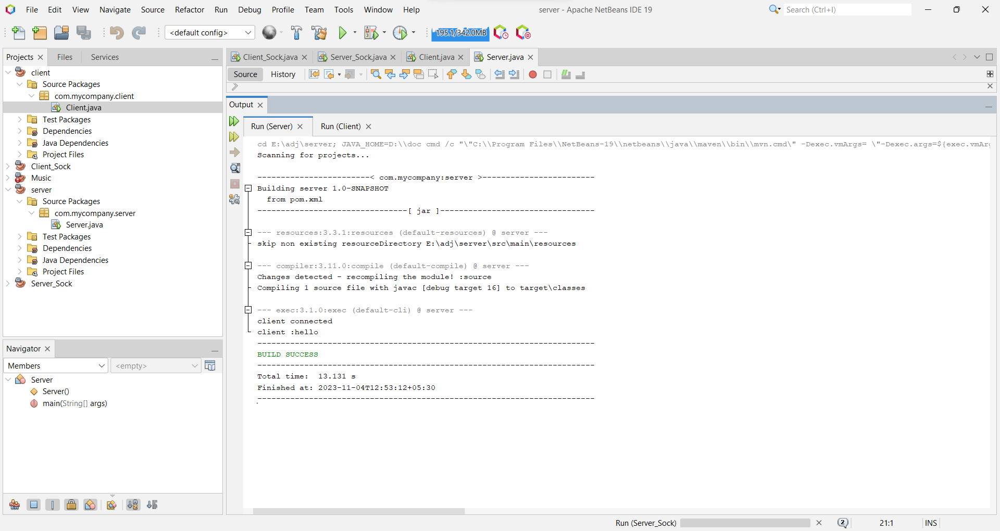 File Edit View Navigate Source Refactor Run Debug Profile Team Tools Window Help
server - Apache NetBeans IDE 19
Search (Ctrl+I)
<default config>
195.1/342.0MB
Projects Files Services
client
Source Packages
com.mycompany.client
Client.java
Test Packages
Dependencies
Java Dependencies
Project Files
Client_Sock
Music
server
Source Packages
com.mycompany.server
Server.java
Test Packages
Dependencies
Java Dependencies
Project Files
Server_Sock
Navigator
Members <empty>
Server
Server()
main(String[] args)
Client_Sock.java Server_Sock.java Client.java Server.java
Source History
Output
Run (Server) Run (Client)
cd E:\adj\server; JAVA_HOME=D:\\doc cmd /c "\"C:\\Program Files\\NetBeans-19\\netbeans\\java\\maven\\bin\\mvn.cmd\" -Dexec.vmArgs= \"-Dexec.args=${exec.vmArg
Scanning for projects...
------------------------< com.mycompany:server >------------------------
Building server 1.0-SNAPSHOT
from pom.xml
--------------------------------[ jar ]---------------------------------
--- resources:3.3.1:resources (default-resources) @ server ---
skip non existing resourceDirectory E:\adj\server\src\main\resources
--- compiler:3.11.0:compile (default-compile) @ server ---
Changes detected - recompiling the module! :source
Compiling 1 source file with javac [debug target 16] to target\classes
--- exec:3.1.0:exec (default-cli) @ server ---
client connected
client :hello
------------------------------------------------------------------------
BUILD SUCCESS
------------------------------------------------------------------------
Total time:  13.131 s
Finished at: 2023-11-04T12:53:12+05:30
------------------------------------------------------------------------
Run (Server_Sock) 2 21:1 INS